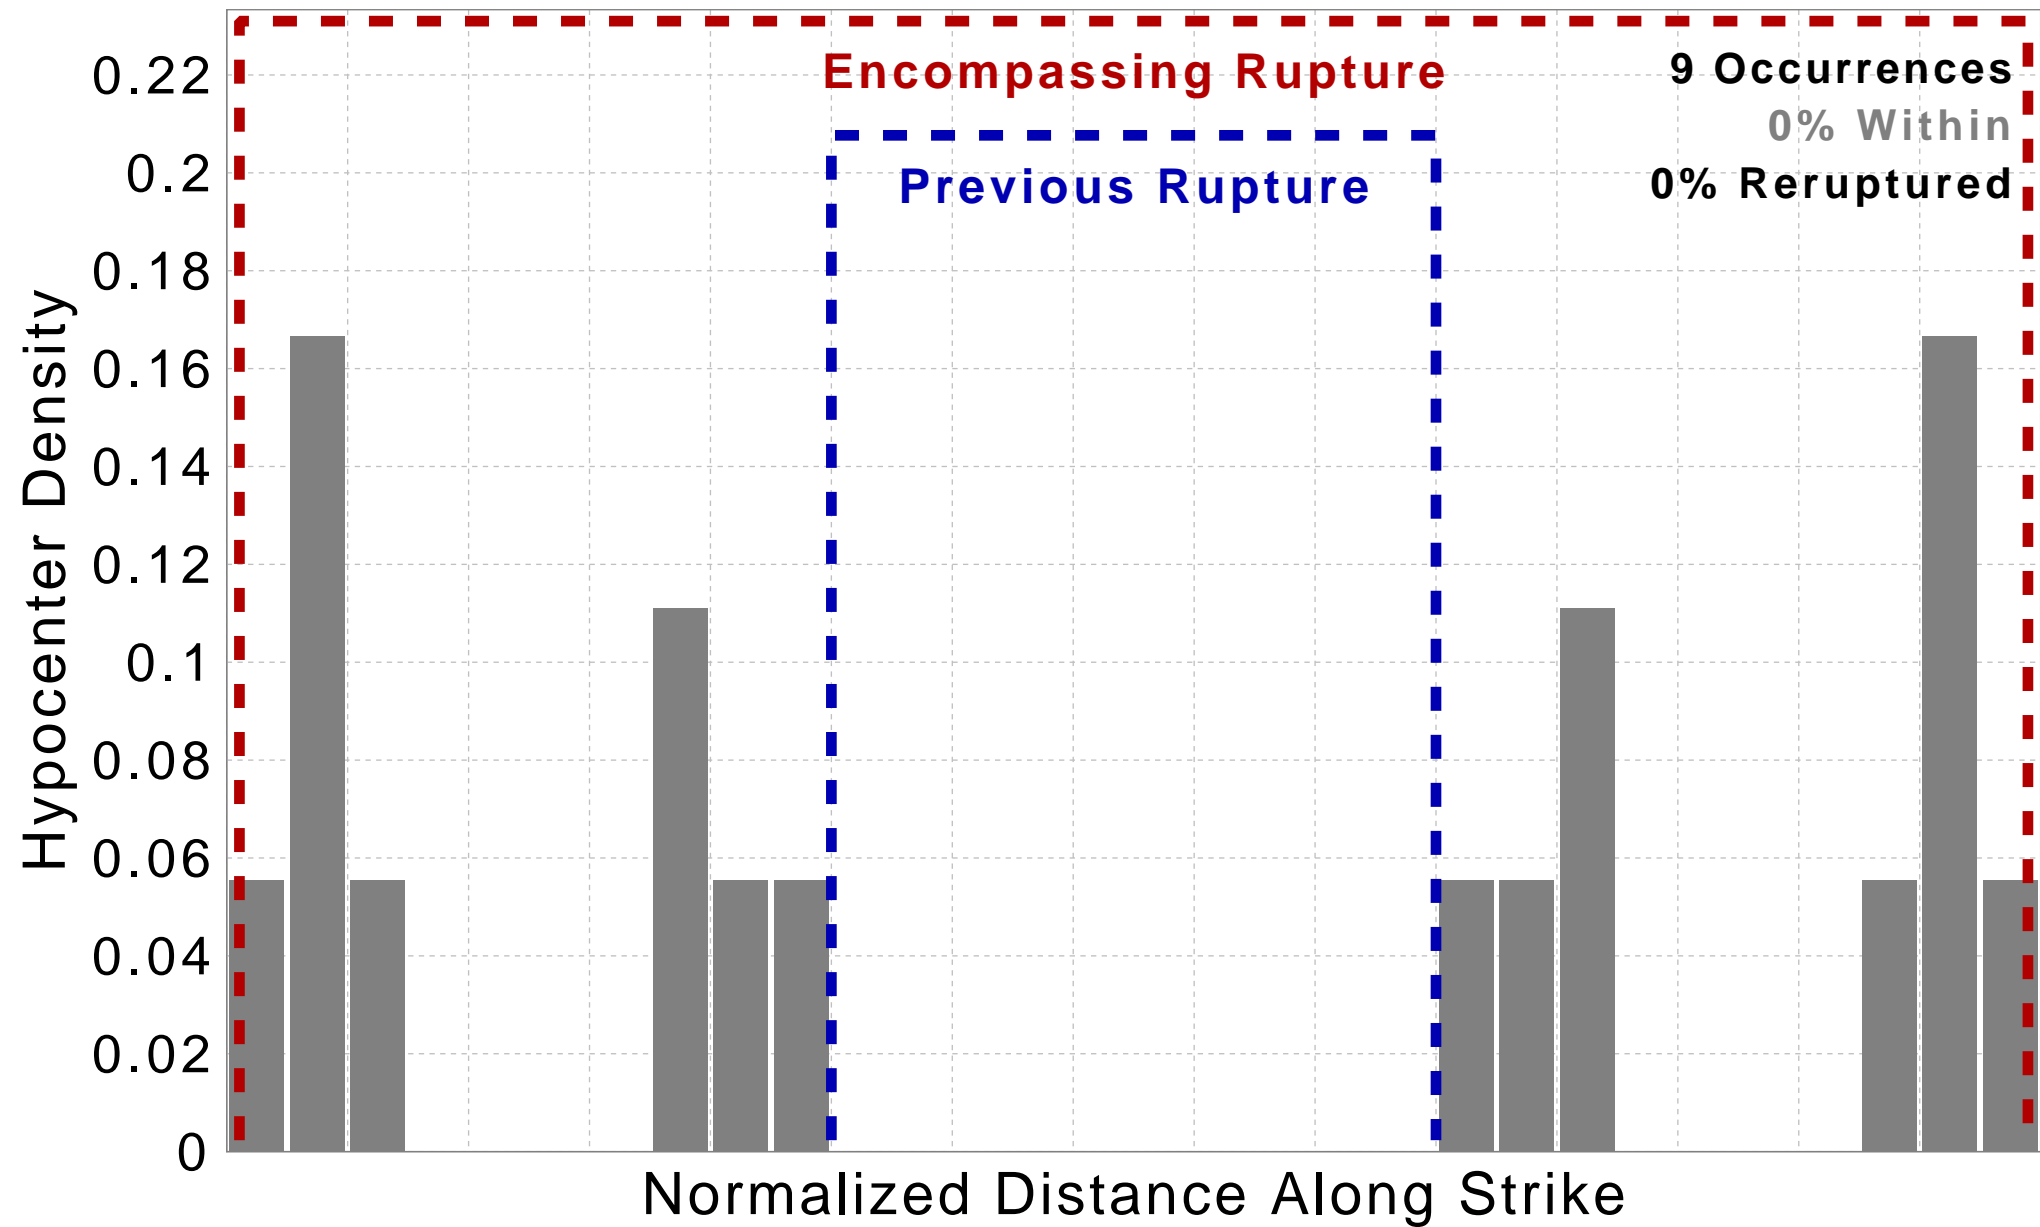 Encompassing Rupture
9 Occurrences
0% Within
Previous Rupture
0% Reruptured
Hypocenter Density
0.22
0.2
0.18
0.16
0.14
0.12
0.1
0.08
0.06
0.04
0.02
0
Normalized Distance Along Strike